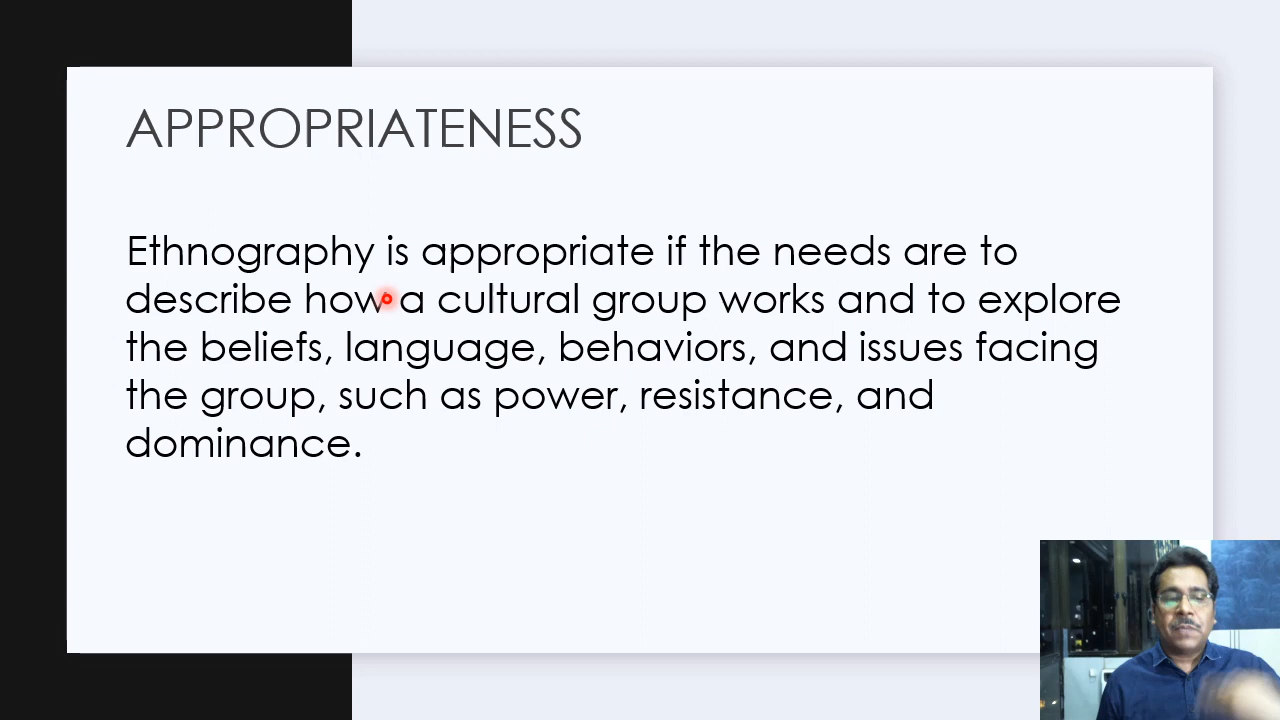 APPROPRIATENESS
Ethnography is appropriate if the needs are to
describe how a cultural group works and to explore
the beliefs, language, behaviors, and issues facing
the group, such as power, resistance, and
dominance.